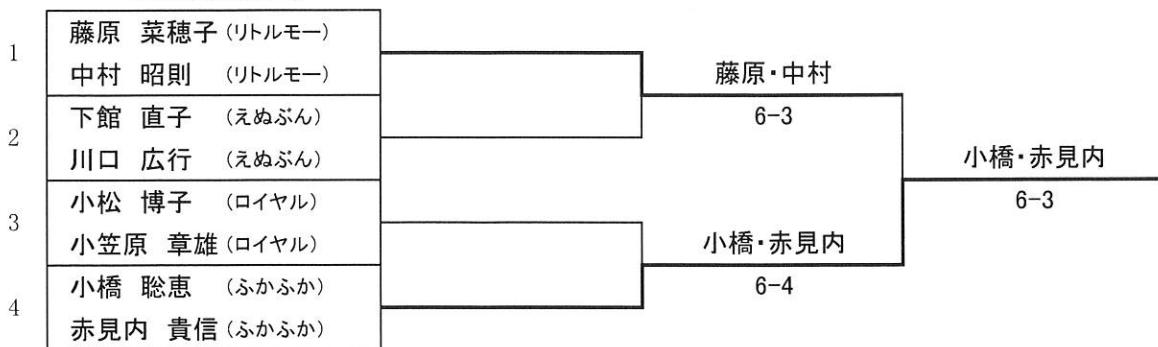 1
藤原 菜穂子 (リトルモー)
中村 昭則 (リトルモー)
2
下館 直子 (えぬぶん)
川口 広行 (えぬぶん)
3
小松 博子 (ロイヤル)
小笠原 章雄 (ロイヤル)
4
小橋 聡恵 (ふかふか)
赤見内 貴信 (ふかふか)
藤原・中村
6-3
小橋・赤見内
6-4
小橋・赤見内
6-3